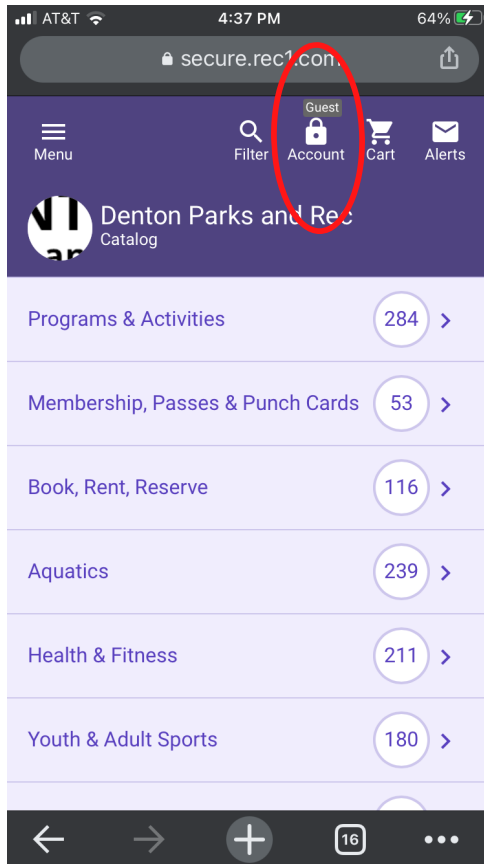 AT&T 4:37 PM 64%
secure.rec1.com
Guest
Menu Filter Account Cart Alerts
Denton Parks and Rec
Catalog
Programs & Activities 284
Membership, Passes & Punch Cards 53
Book, Rent, Reserve 116
Aquatics 239
Health & Fitness 211
Youth & Adult Sports 180
16